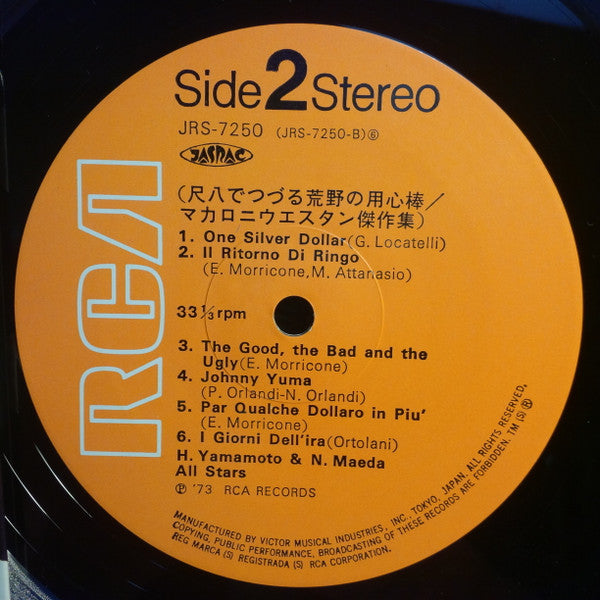 Side 2 Stereo
JRS-7250 (JRS-7250-B)⑥
JASRAC
RCA
(尺八でつづる荒野の用心棒／
マカロニウエスタン傑作集)
1. One Silver Dollar(G. Locatelli)
2. Il Ritorno Di Ringo
(E. Morricone,M. Attanasio)
33⅓ rpm
3. The Good, the Bad and the
Ugly(E. Morricone)
4. Johnny Yuma
(P. Orlandi-N. Orlandi)
5. Par Qualche Dollaro in Piu'
(E. Morricone)
6. I Giorni Dell'ira(Ortolani)
H. Yamamoto & N. Maeda
All Stars
℗ '73 RCA RECORDS
MANUFACTURED BY VICTOR MUSICAL INDUSTRIES, INC., TOKYO, JAPAN. ALL RIGHTS RESERVED.
COPYING, PUBLIC PERFORMANCE, BROADCASTING OF THESE RECORDS ARE FORBIDDEN. TM (S) ®
REG MARCA (S) REGISTRADA (S) RCA CORPORATION.